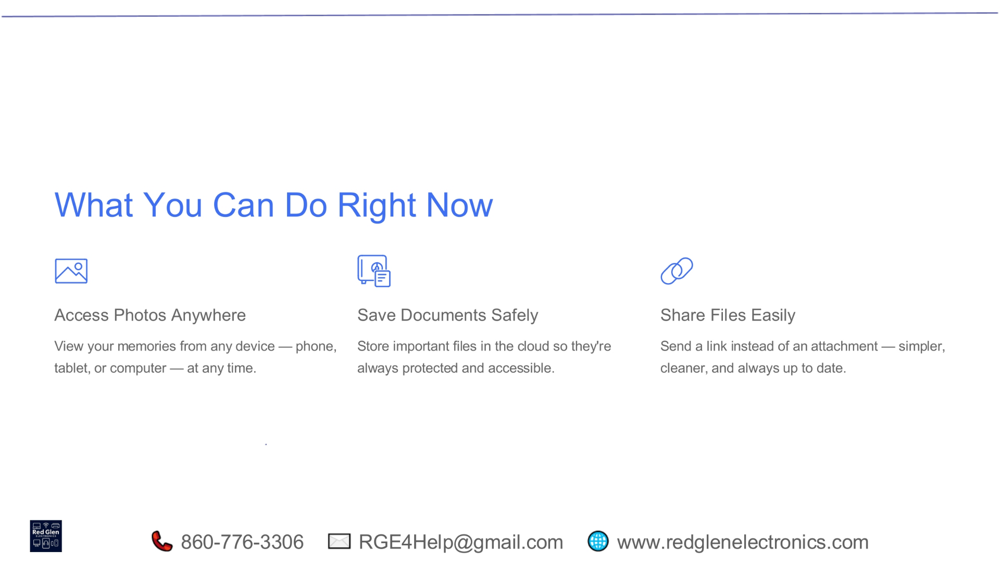 What You Can Do Right Now
Access Photos Anywhere
View your memories from any device — phone,
tablet, or computer — at any time.
Save Documents Safely
Store important files in the cloud so they're
always protected and accessible.
Share Files Easily
Send a link instead of an attachment — simpler,
cleaner, and always up to date.
.
Red Glen
ELECTRONICS
860-776-3306
RGE4Help@gmail.com
www.redglenelectronics.com